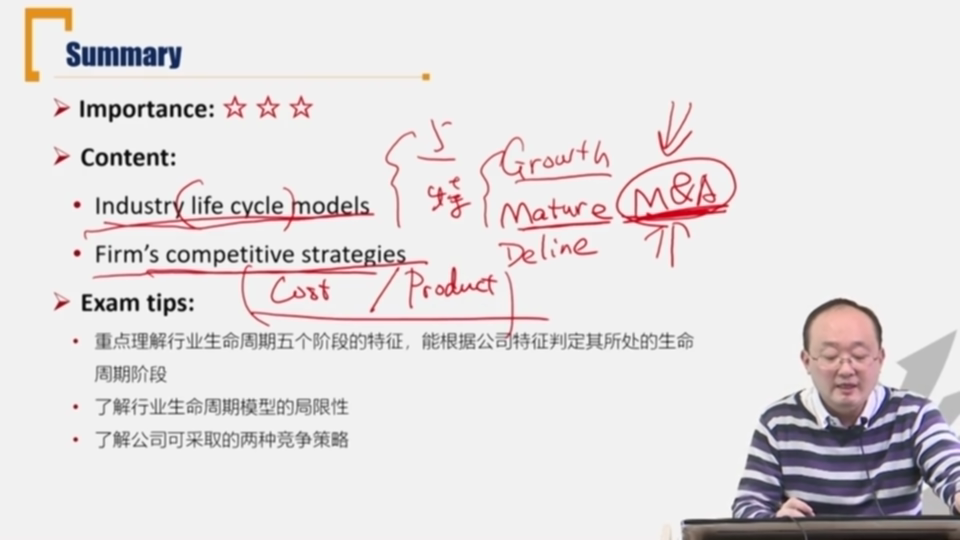 Summary
Importance: ☆ ☆ ☆
Content:
• Industry life cycle models
• Firm's competitive strategies
5
Growth
Mature
M&A
Deline
Cost / Product
Exam tips:
• 重点理解行业生命周期五个阶段的特征，能根据公司特征判定其所处的生命
周期阶段
• 了解行业生命周期模型的局限性
• 了解公司可采取的两种竞争策略